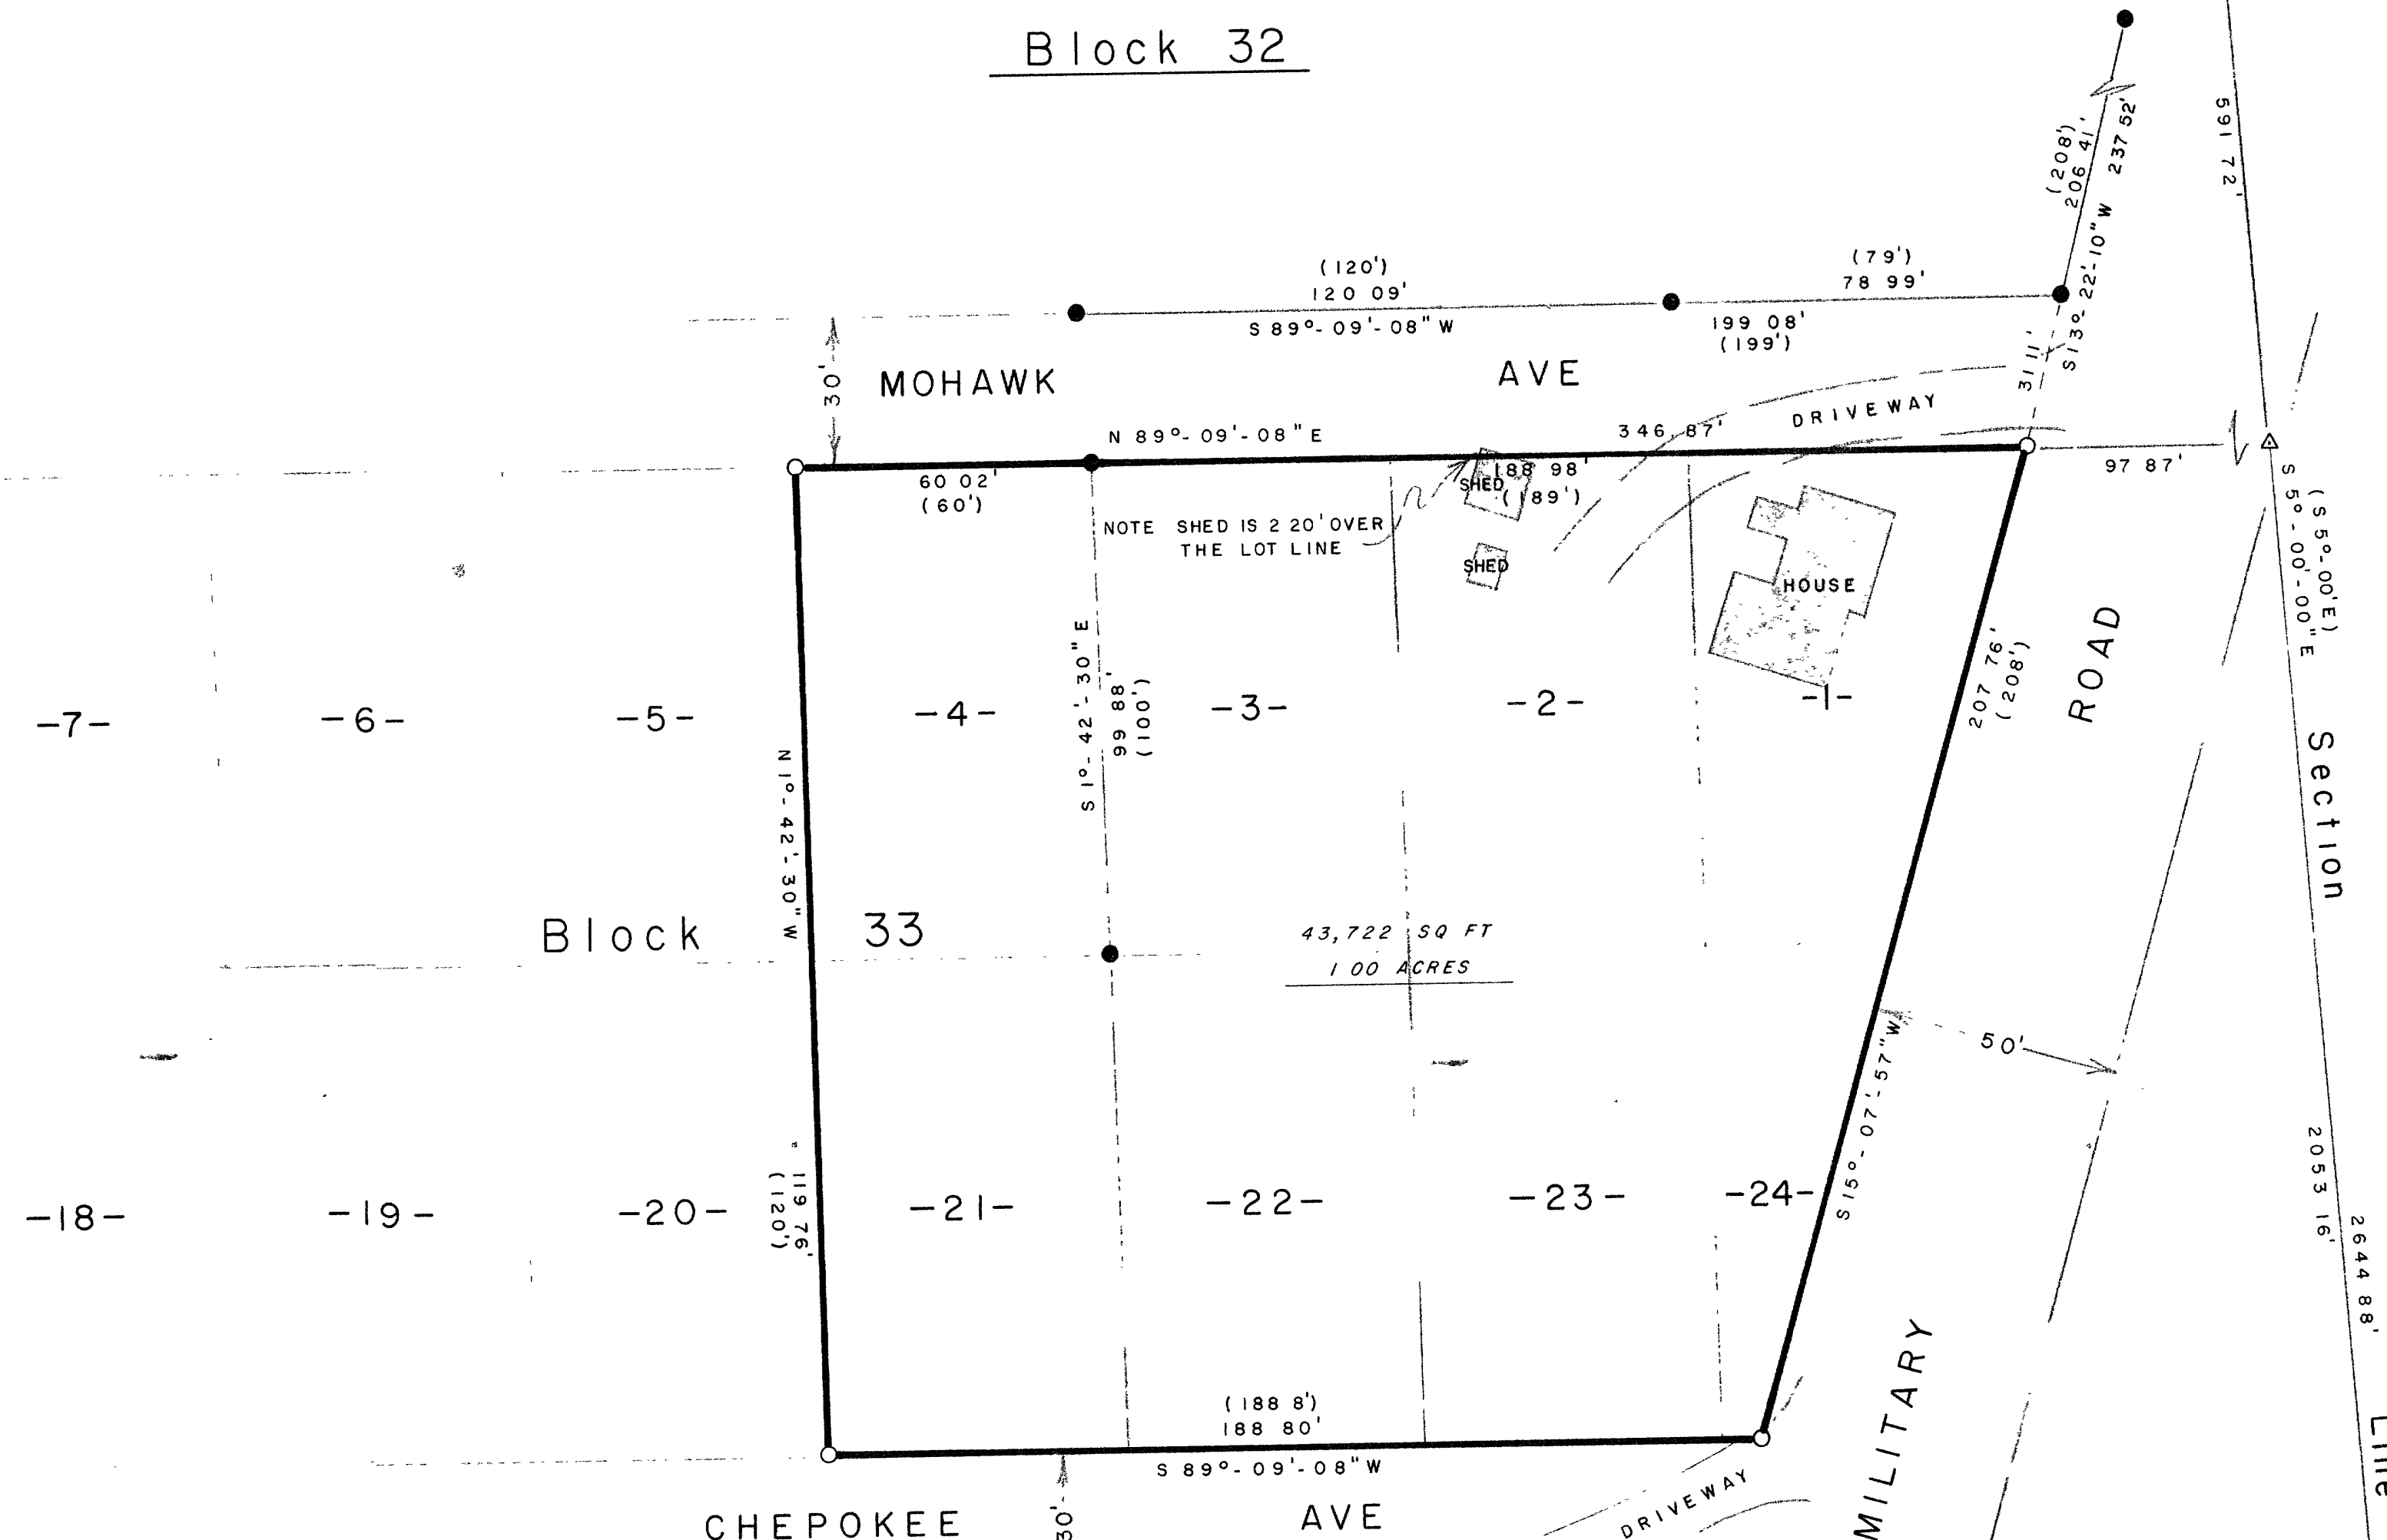 Block 32
591 72'
(208')
206 41'
S13°-22'-10"W 237 52'
(120')
120 09'
S 89°-09'-08" W
(79')
78 99'
199 08'
(199')
31 11'
30'
MOHAWK AVE
DRIVEWAY
N 89°-09'-08" E
346.87'
97 87'
60 02'
(60')
188 98'
(189')
SHED
NOTE SHED IS 2 20' OVER
THE LOT LINE
SHED
HOUSE
S 5°-00'-00" E
(S 5°-00'E)
S 1°-42'-30" E
99 88'
(100')
207 76'
(208')
ROAD
-7- -6- -5- -4- -3- -2- -1-
N 1°-42'-30" W
Section
Block 33
43,722 SQ FT
1 00 ACRES
50'
S 15°-07'-57" W
119 76'
(120')
2053 16'
2644 88'
-18- -19- -20- -21- -22- -23- -24-
(188 8')
188 80'
S 89°-09'-08" W
MILITARY
Line
CHEPOKEE AVE
30'
DRIVEWAY